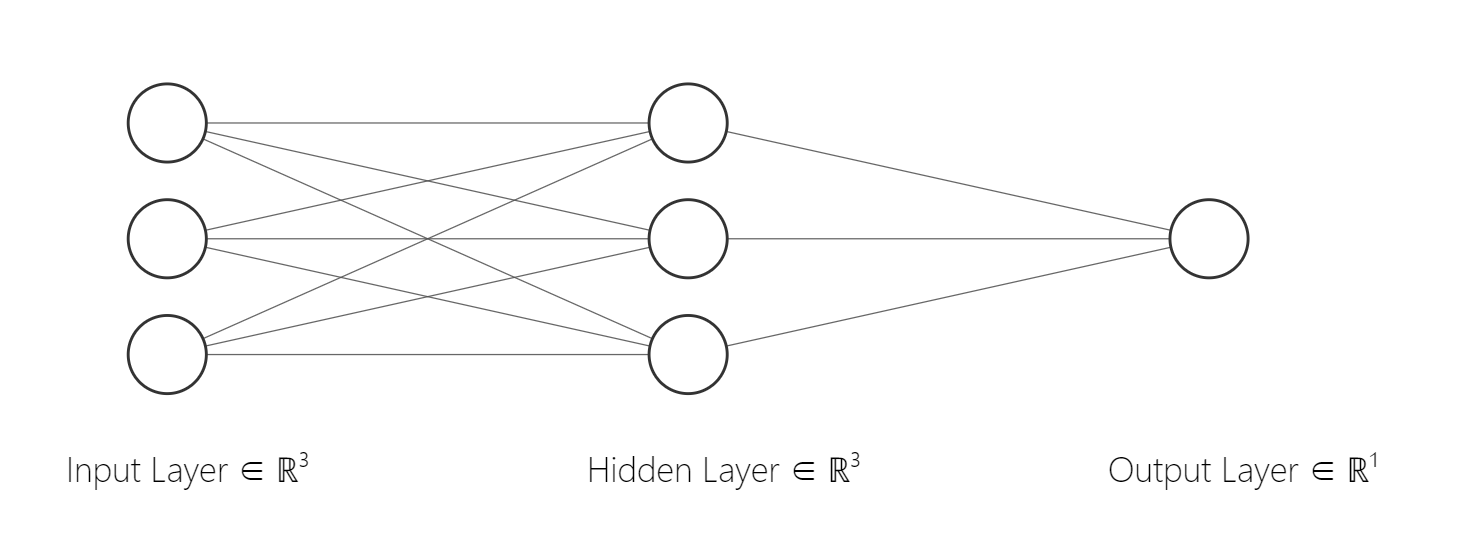 Input Layer ∈ ℝ³
Hidden Layer ∈ ℝ³
Output Layer ∈ ℝ¹